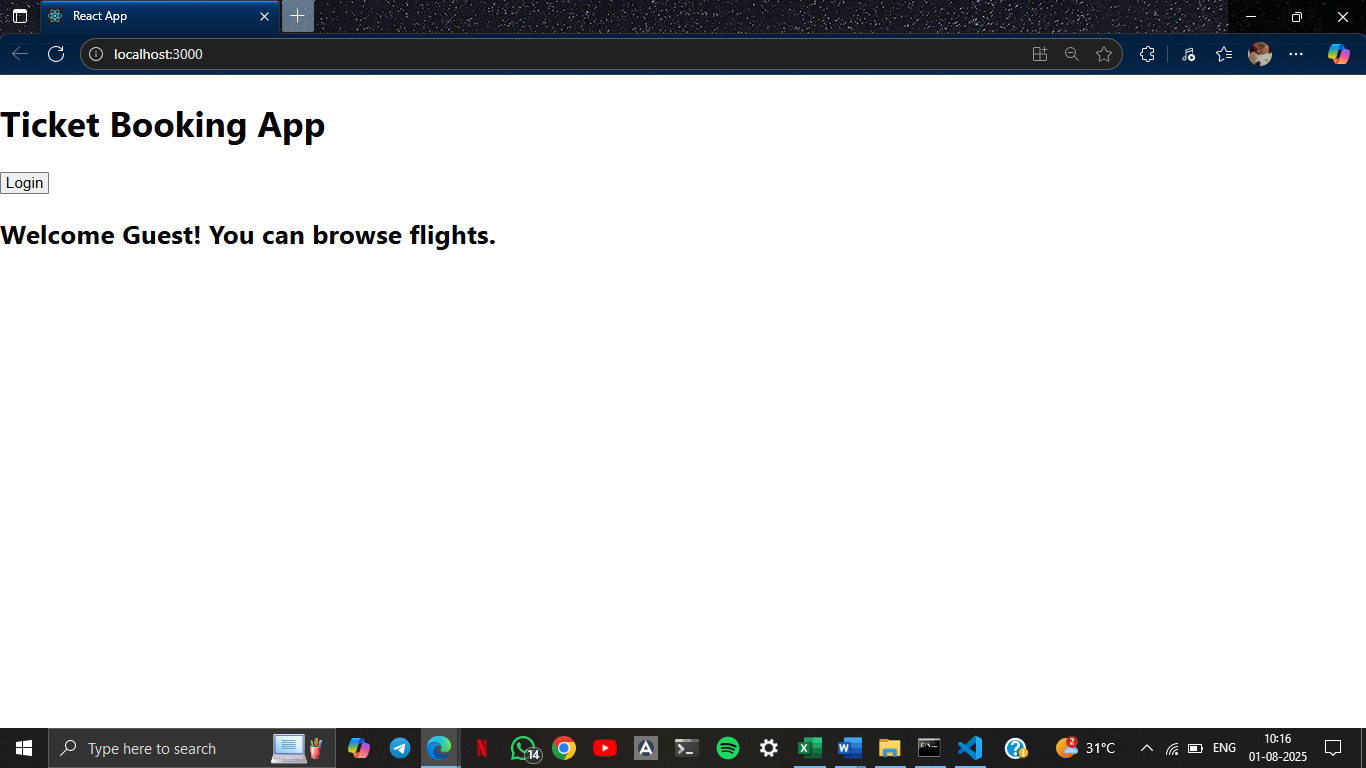 React App
localhost:3000
Ticket Booking App
Login
Welcome Guest! You can browse flights.
Type here to search
14
2
31°C
ENG
10:16
01-08-2025